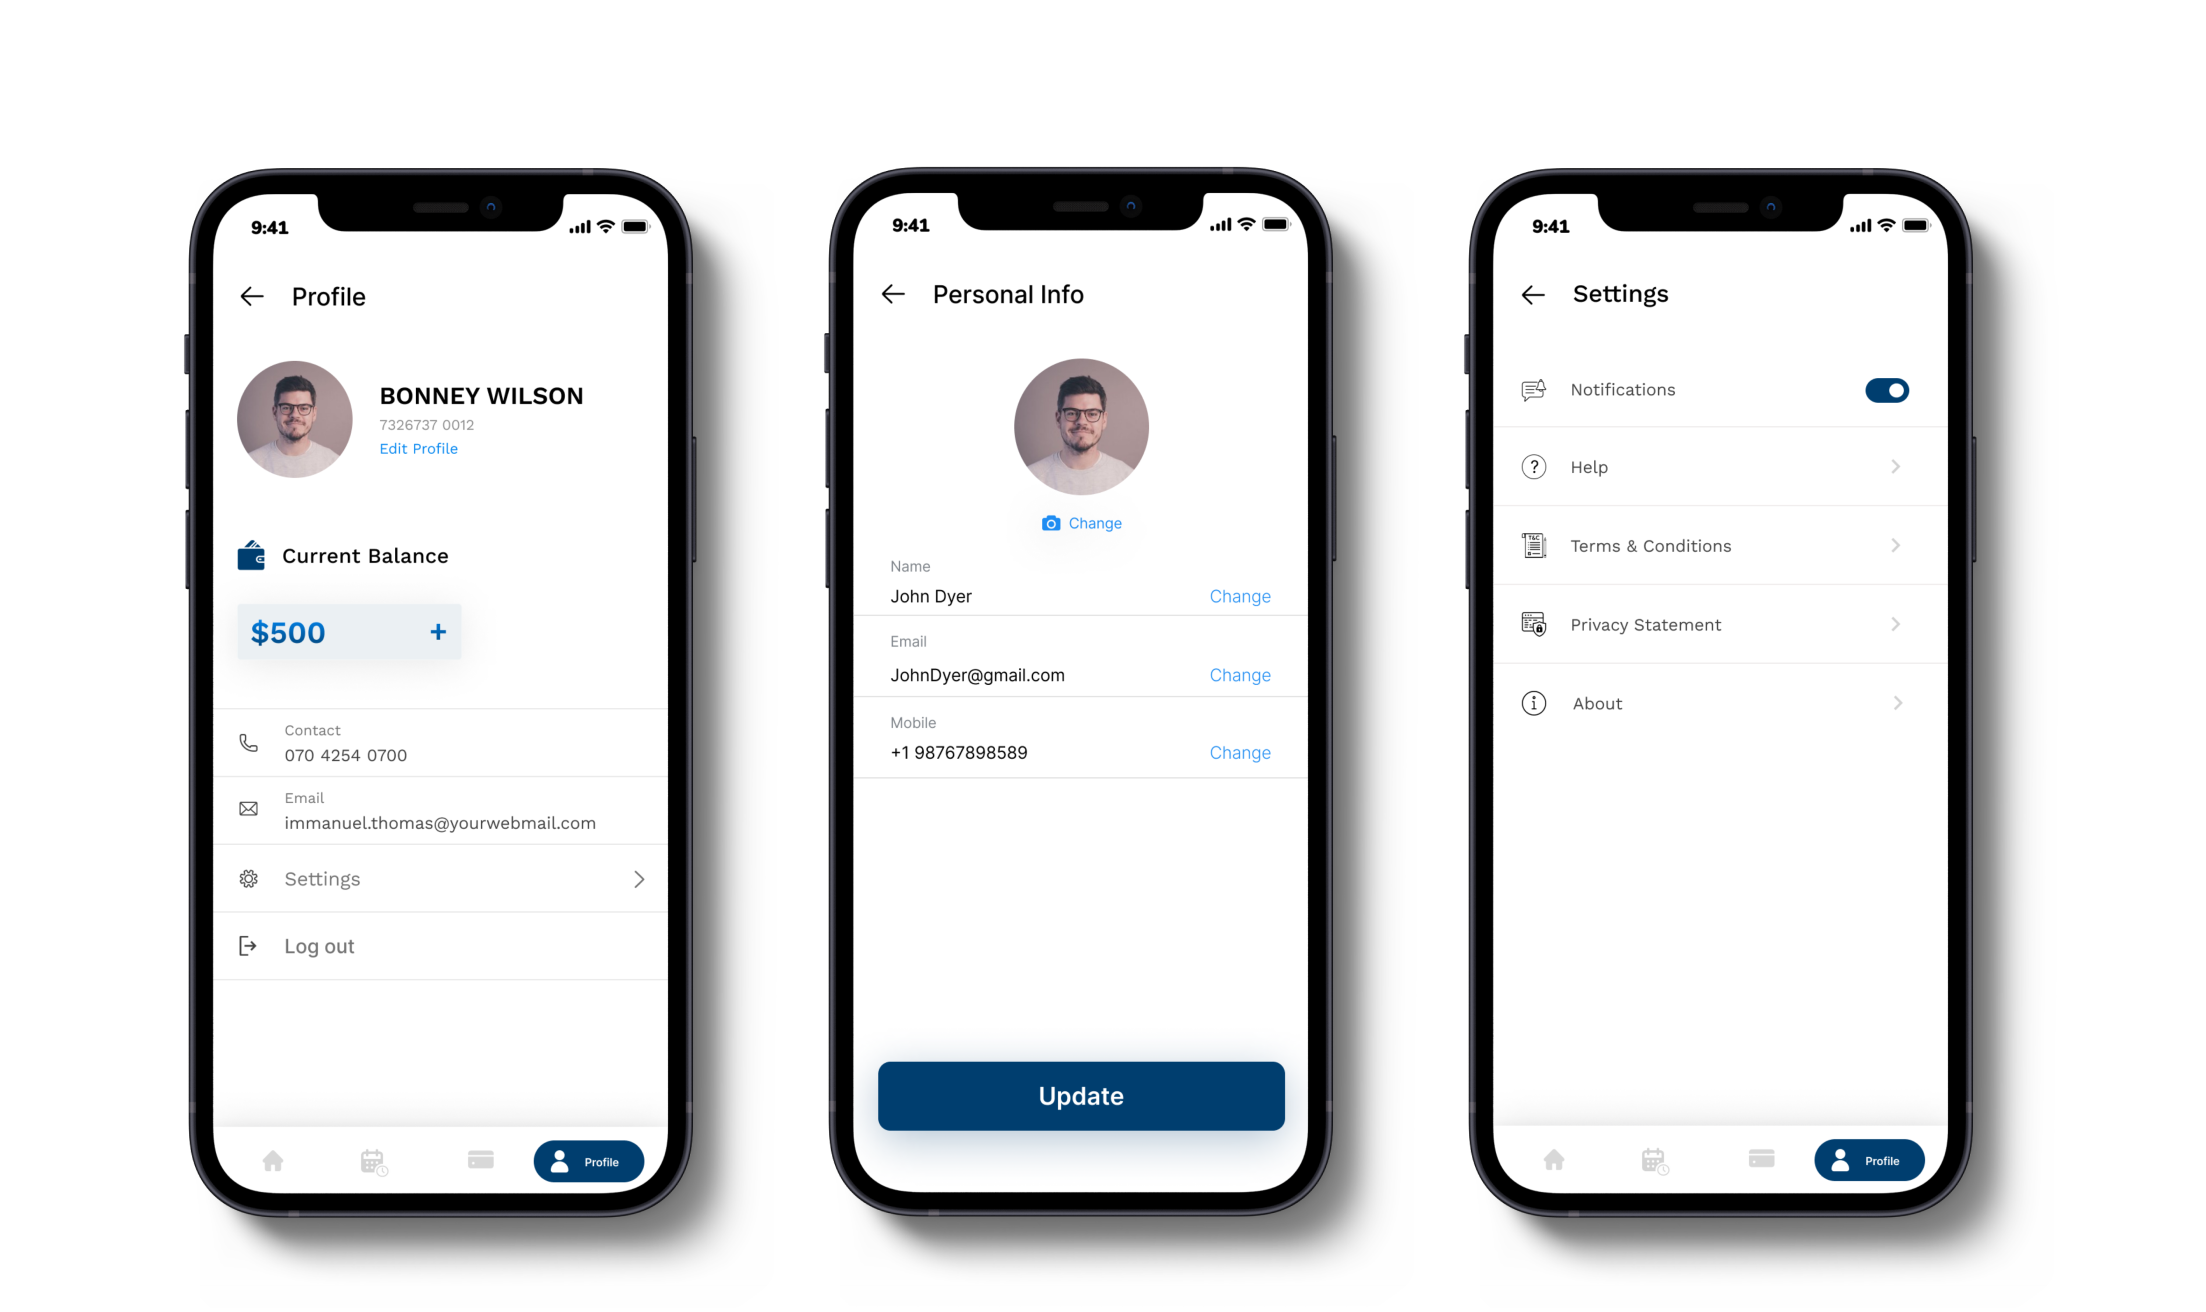 9:41
Profile
BONNEY WILSON
7326737 0012
Edit Profile
Current Balance
$500 +
Contact
070 4254 0700
Email
immanuel.thomas@yourwebmail.com
Settings
Log out
Profile
9:41
Personal Info
Change
Name
John Dyer Change
Email
JohnDyer@gmail.com Change
Mobile
+1 98767898589 Change
Update
9:41
Settings
Notifications
? Help
T&C
Terms & Conditions
Privacy Statement
i About
Profile